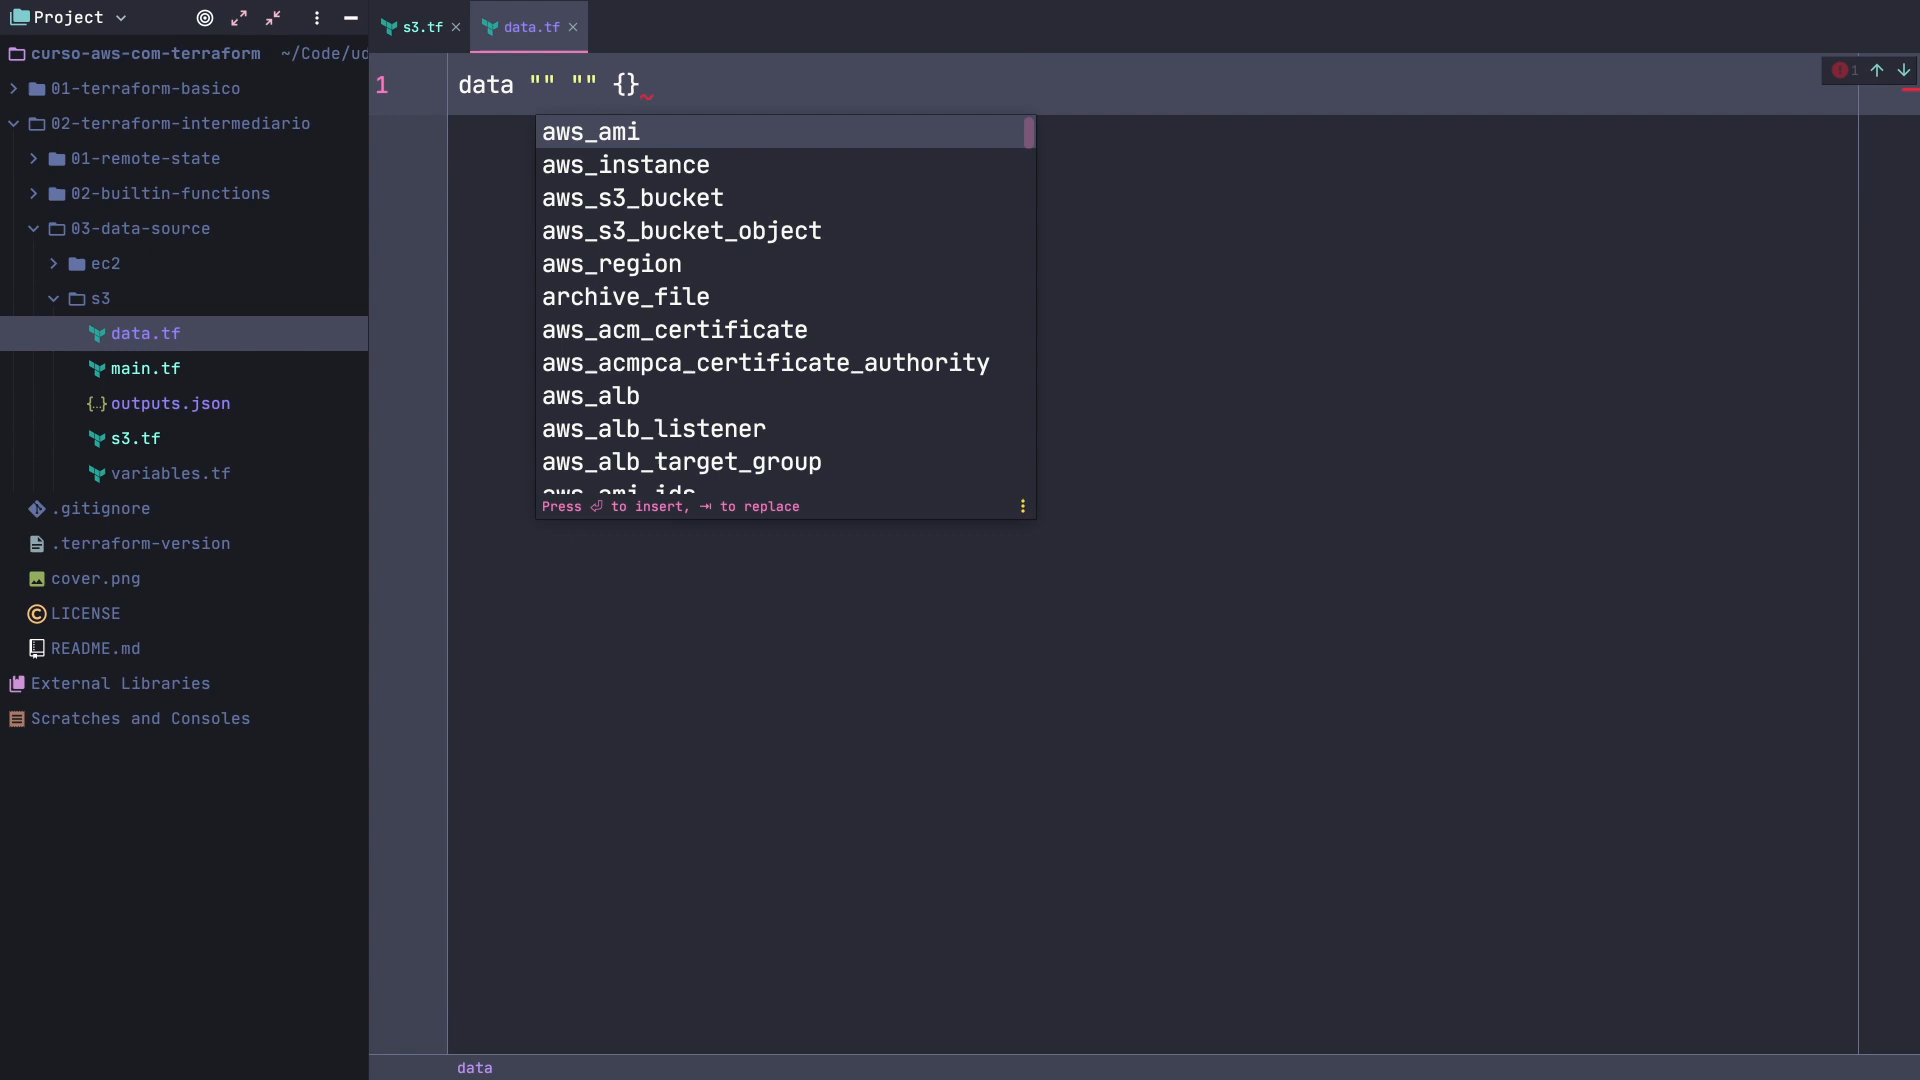 Project
curso-aws-com-terraform ~/Code/ud
01-terraform-basico
02-terraform-intermediario
01-remote-state
02-builtin-functions
03-data-source
ec2
s3
data.tf
main.tf
{..} outputs.json
s3.tf
variables.tf
.gitignore
.terraform-version
cover.png
LICENSE
README.md
External Libraries
Scratches and Consoles
s3.tf
data.tf
1
data "" "" {}
1
aws_ami
aws_instance
aws_s3_bucket
aws_s3_bucket_object
aws_region
archive_file
aws_acm_certificate
aws_acmpca_certificate_authority
aws_alb
aws_alb_listener
aws_alb_target_group
aws_ami_ids
Press ⏎ to insert, ⇥ to replace
data